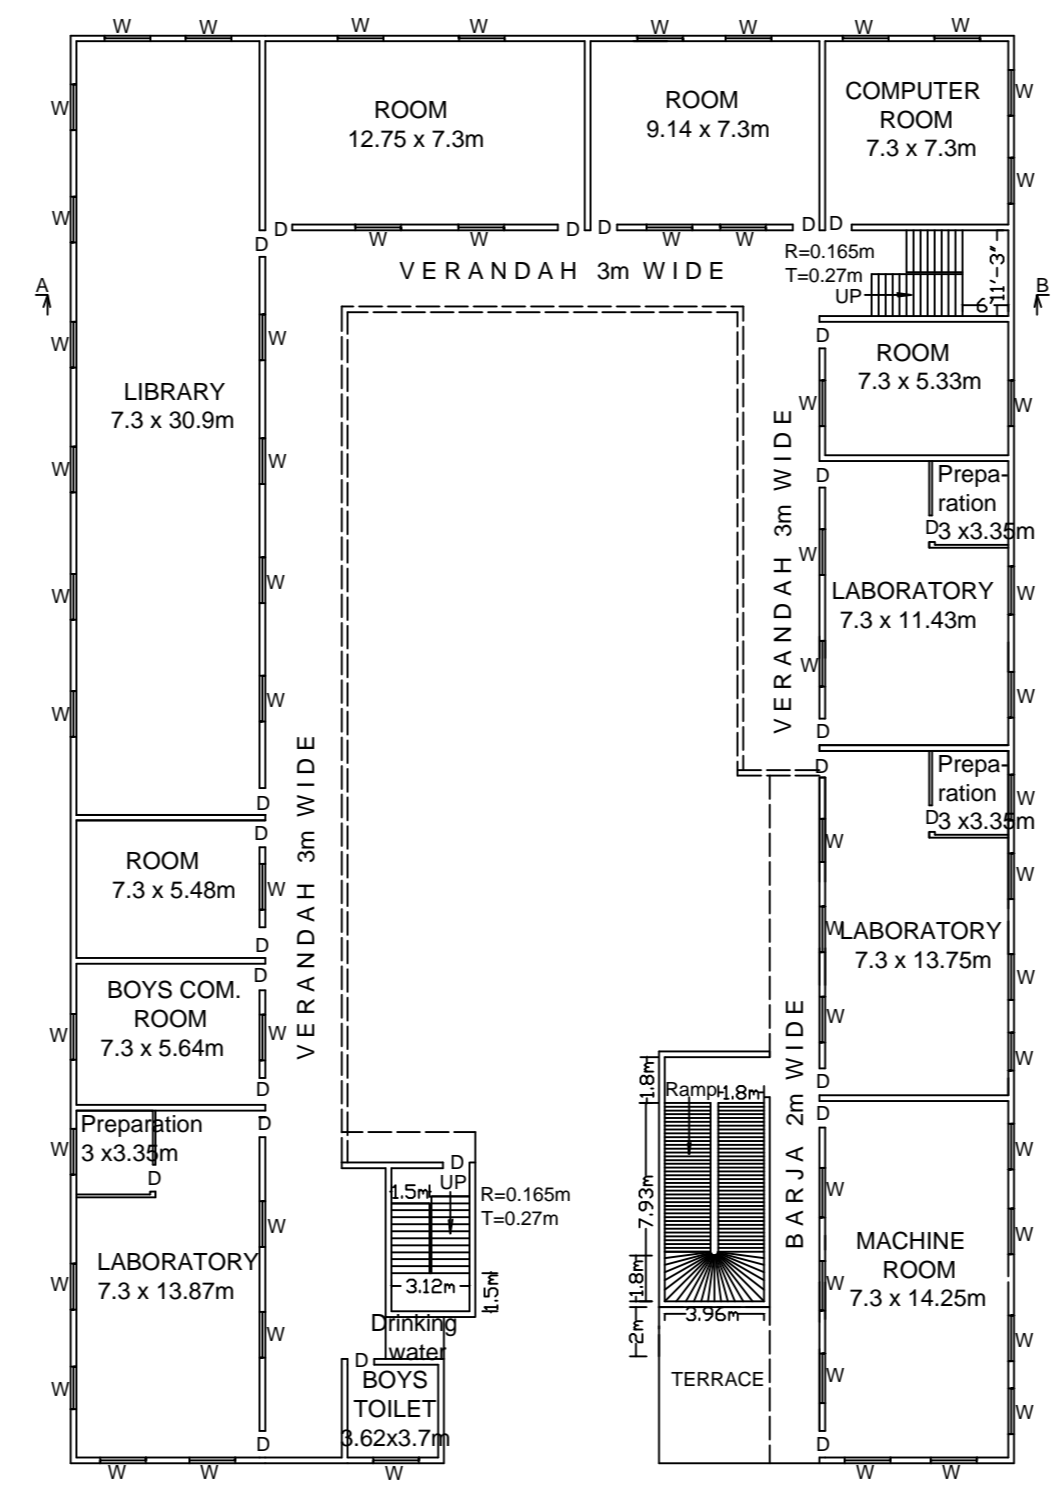 W W W W W W W W
W
ROOM
12.75 x 7.3m
ROOM
9.14 x 7.3m
COMPUTER
ROOM
7.3 x 7.3m
W
W
W
D
D
D
D
D
D
W W W W
VERANDAH 3m WIDE
R=0.165m
T=0.27m
UP
11'-3"
6'
A
B
W
D
ROOM
7.3 x 5.33m
W
W
LIBRARY
7.3 x 30.9m
W
W
W
VERANDAH 3m WIDE
D
Prepa-
ration
3 x3.35m
D
W
W
W
W
LABORATORY
7.3 x 11.43m
W
W
W
W
W
D
VERANDAH 3m WIDE
D
Prepa-
ration
3 x3.35m
D
W
D
D
ROOM
7.3 x 5.48m
W
W
W
D
W
LABORATORY
7.3 x 13.75m
W
D
BOYS COM.
ROOM
7.3 x 5.64m
W
W
W
W
D
D
BARJA 2m WIDE
1.8m
Ramp
1.8m
D
D
Preparation
3 x3.35m
W
D
W
D
UP
1.5m
R=0.165m
T=0.27m
7.93m
W
W
LABORATORY
7.3 x 13.87m
W
W
MACHINE
ROOM
7.3 x 14.25m
W
3.12m
1.5m
1.8m
W
3.96m
2m
Drinking
water
W
W
W
D
BOYS
TOILET
3.62x3.7m
TERRACE
W
W
D
D
W W W W W